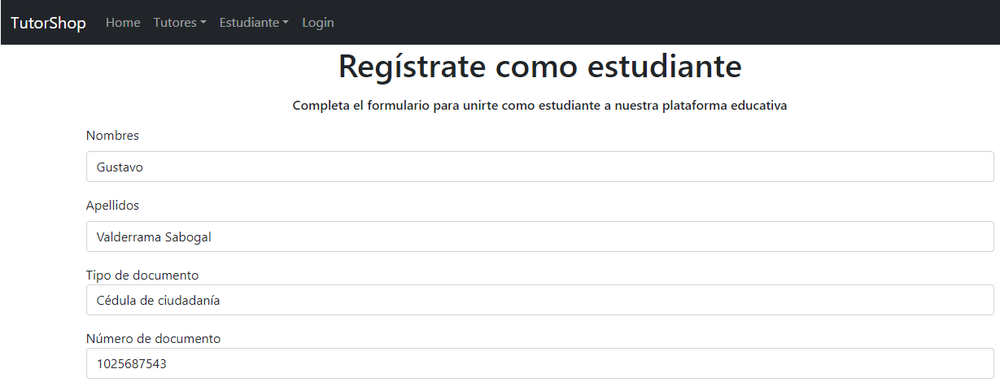 TutorShop Home Tutores Estudiante Login
Regístrate como estudiante
Completa el formulario para unirte como estudiante a nuestra plataforma educativa
Nombres
Gustavo
Apellidos
Valderrama Sabogal
Tipo de documento
Cédula de ciudadanía
Número de documento
1025687543